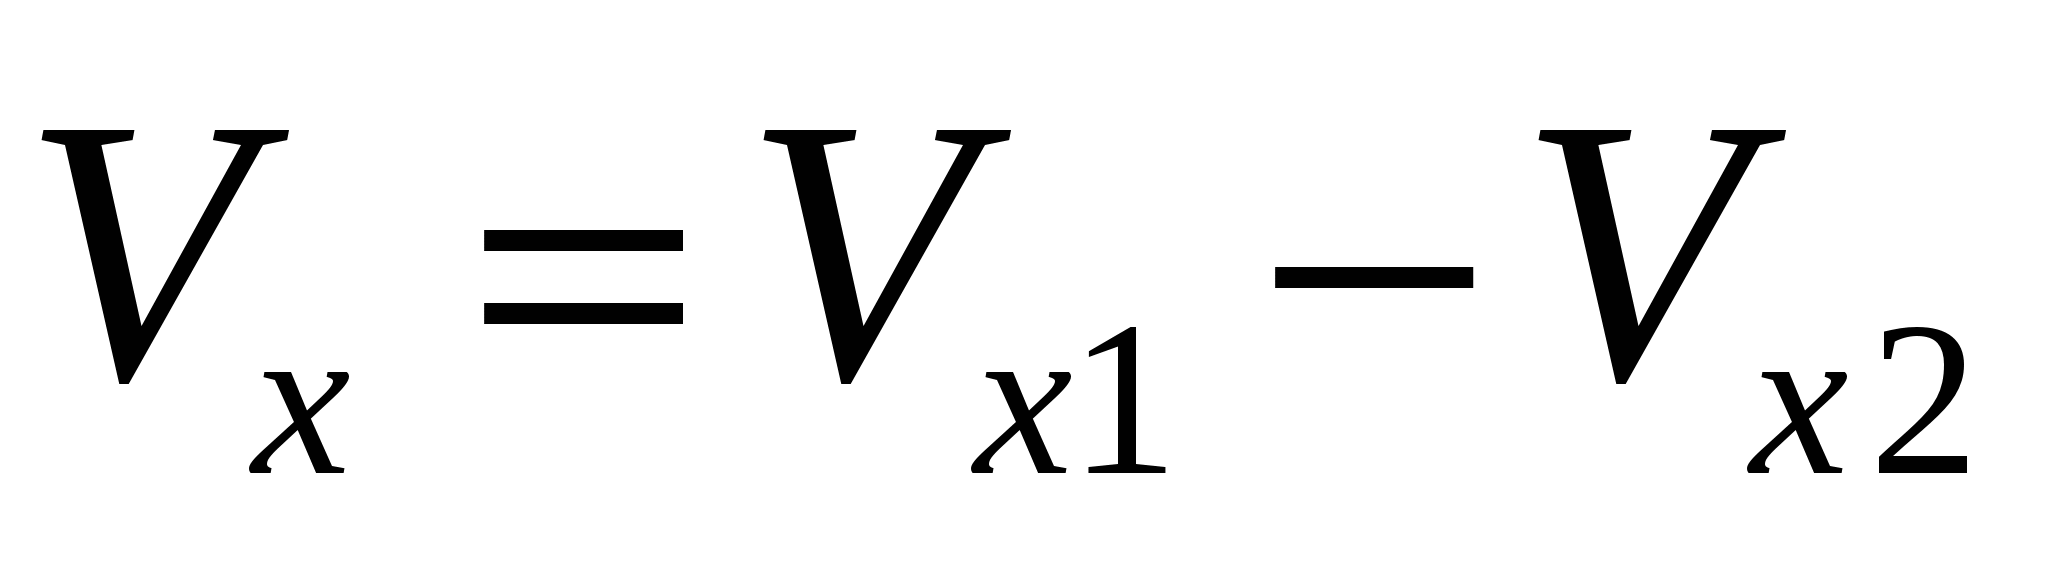 Vₓ = Vₓ₁ − Vₓ₂